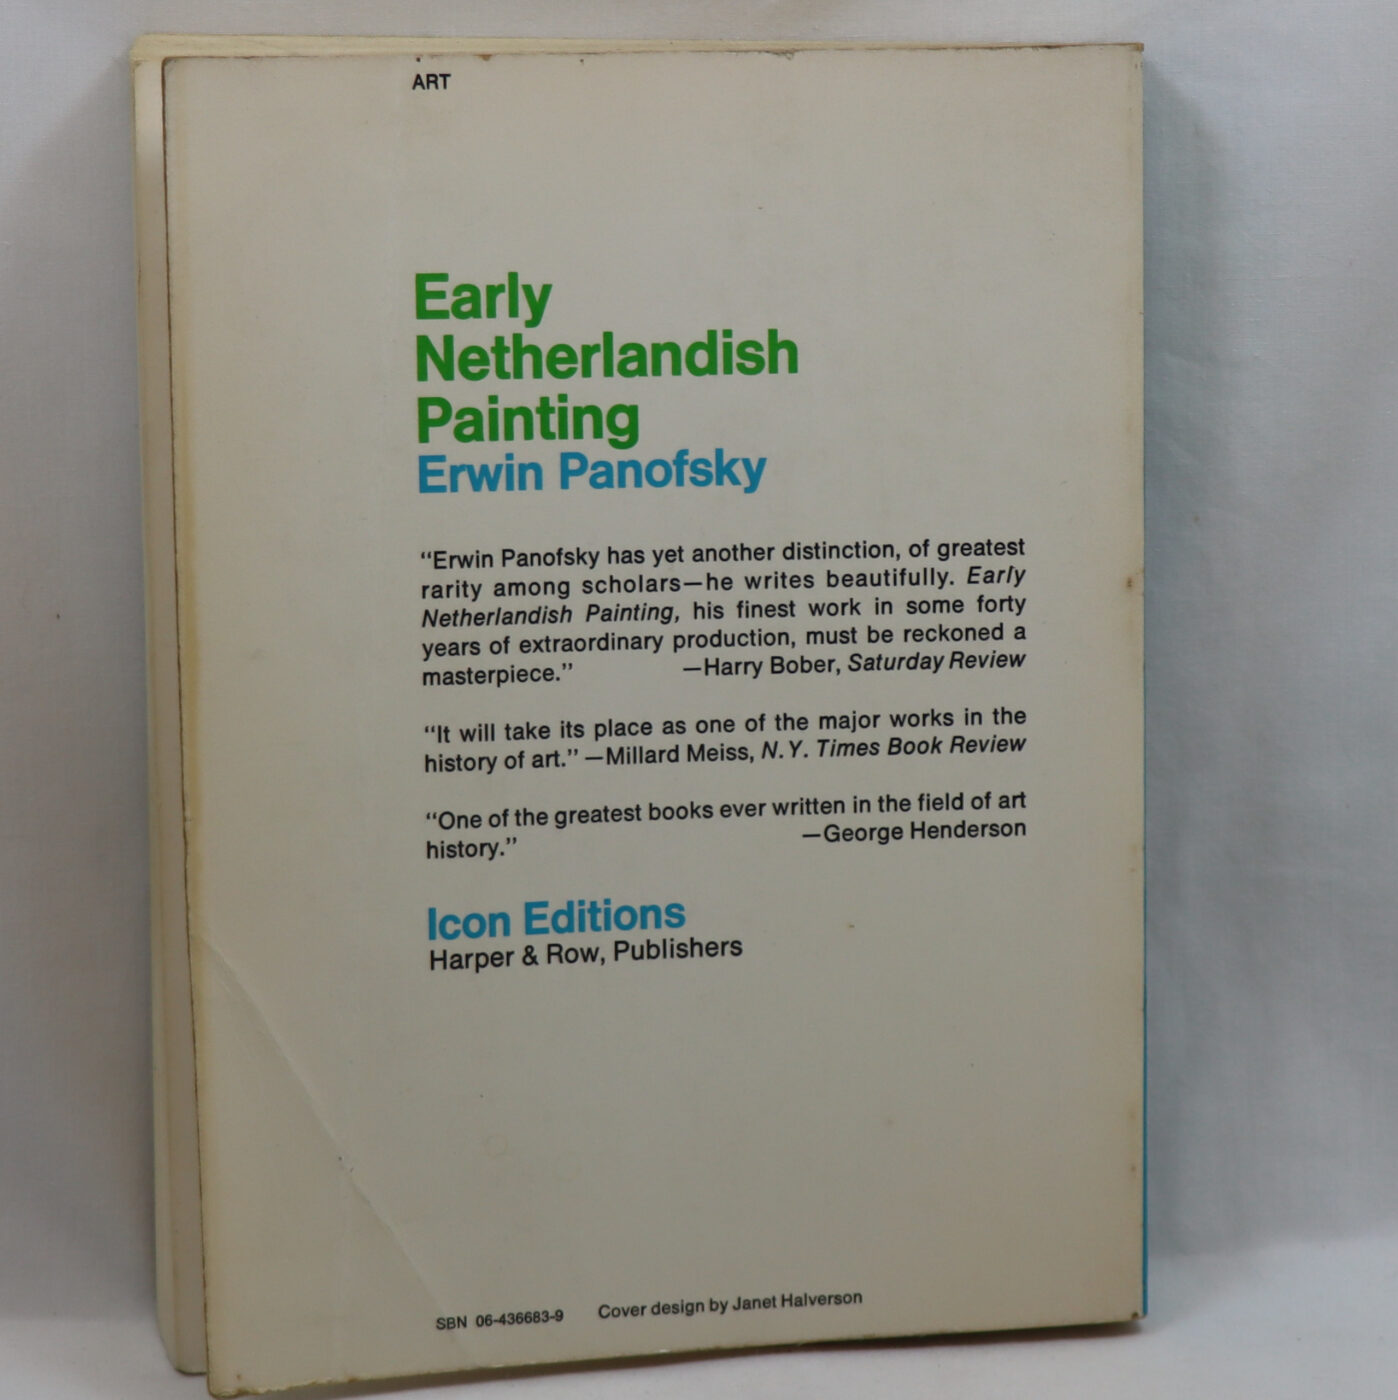 ART
Early
Netherlandish
Painting
Erwin Panofsky
“Erwin Panofsky has yet another distinction, of greatest
rarity among scholars—he writes beautifully. Early
Netherlandish Painting, his finest work in some forty
years of extraordinary production, must be reckoned a
masterpiece.” —Harry Bober, Saturday Review
“It will take its place as one of the major works in the
history of art.” —Millard Meiss, N.Y. Times Book Review
“One of the greatest books ever written in the field of art
history.” —George Henderson
Icon Editions
Harper & Row, Publishers
SBN 06-436683-9 Cover design by Janet Halverson